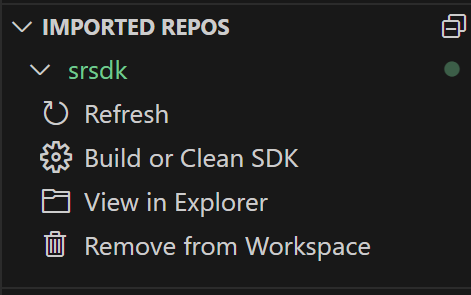 IMPORTED REPOS
srsdk
Refresh
Build or Clean SDK
View in Explorer
Remove from Workspace